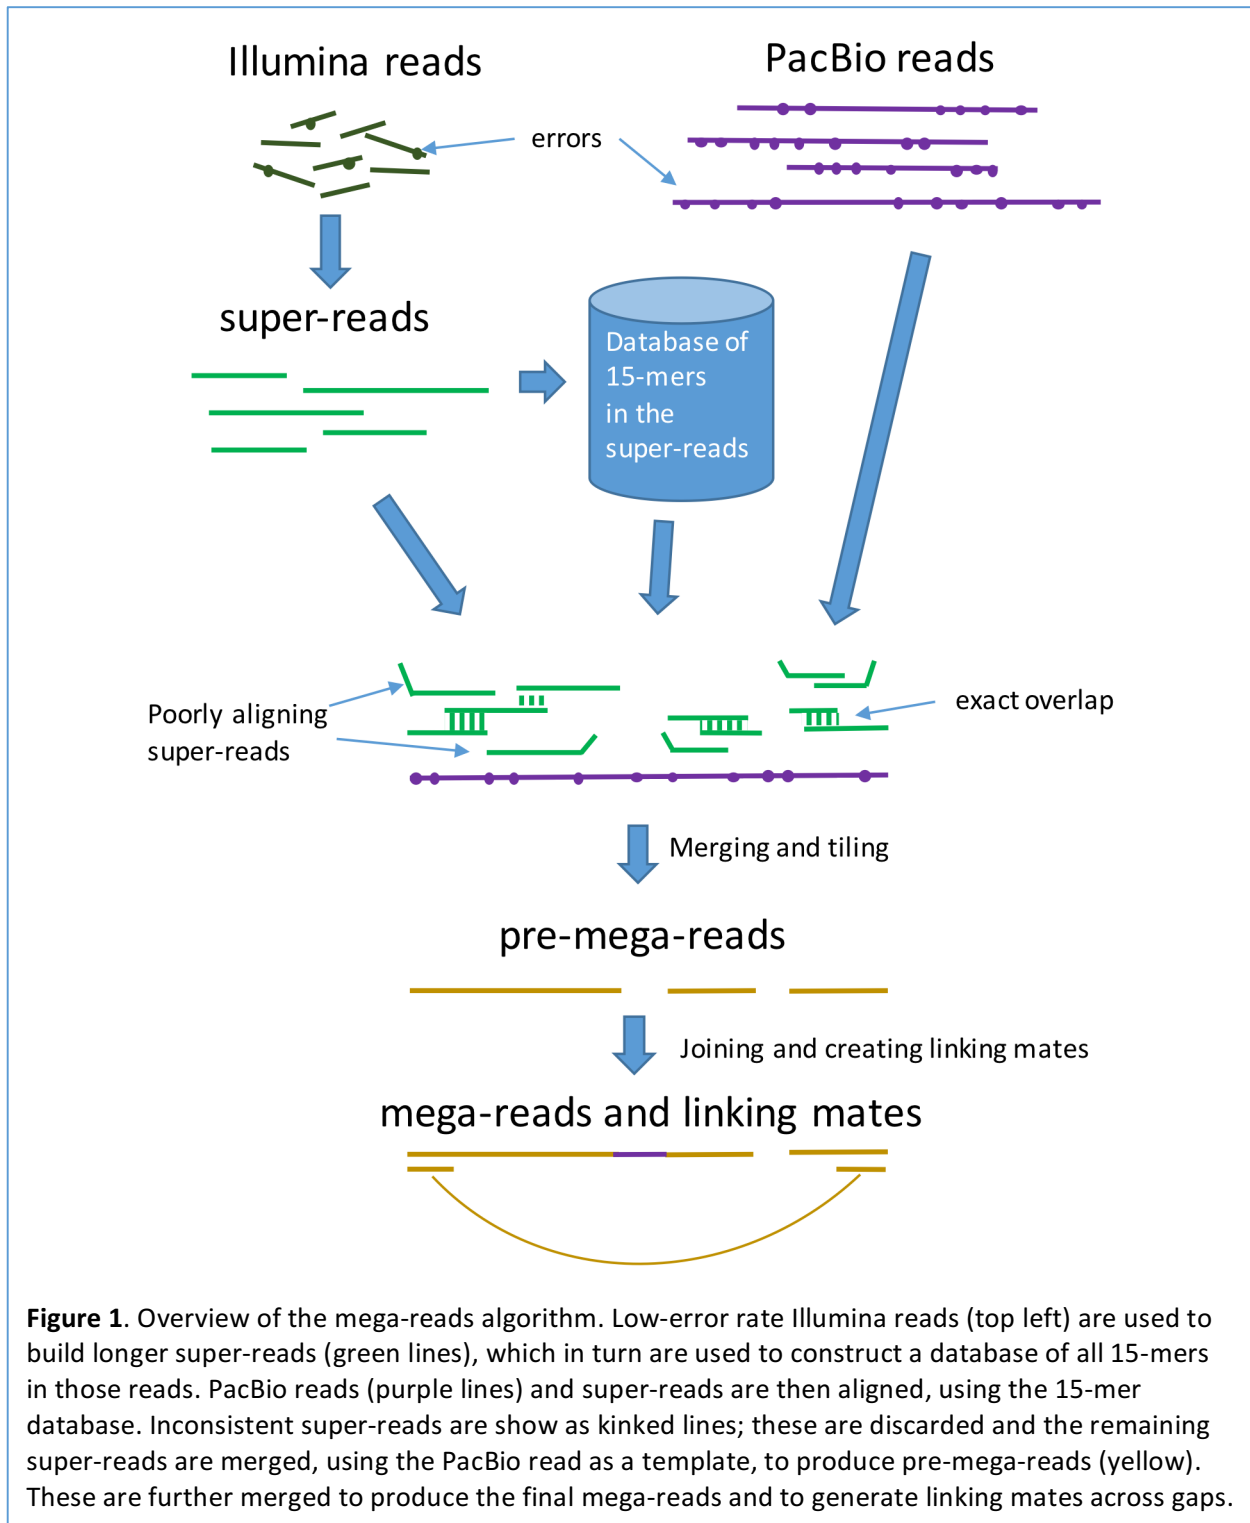 Illumina reads
PacBio reads
errors
super-reads
Database of
15-mers
in the
super-reads
Poorly aligning
super-reads
exact overlap
Merging and tiling
pre-mega-reads
Joining and creating linking mates
mega-reads and linking mates
Figure 1. Overview of the mega-reads algorithm. Low-error rate Illumina reads (top left) are used to
build longer super-reads (green lines), which in turn are used to construct a database of all 15-mers
in those reads. PacBio reads (purple lines) and super-reads are then aligned, using the 15-mer
database. Inconsistent super-reads are show as kinked lines; these are discarded and the remaining
super-reads are merged, using the PacBio read as a template, to produce pre-mega-reads (yellow).
These are further merged to produce the final mega-reads and to generate linking mates across gaps.